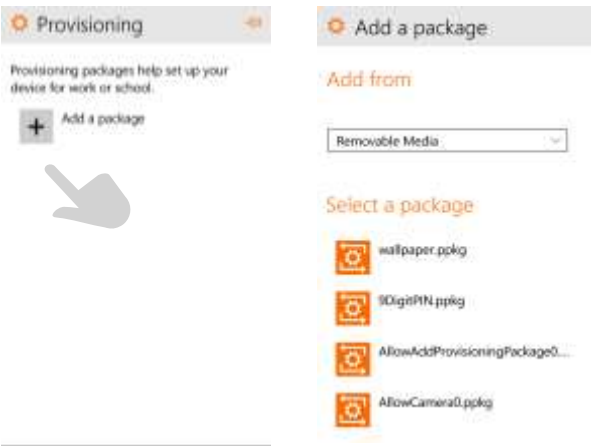 Provisioning
Provisioning packages help set up your
device for work or school.
Add a package
Add a package
Add from
Removable Media
Select a package
wallpaper.ppkg
9DigitPIN.ppkg
AllowAddProvisioningPackage0...
AllowCamera0.ppkg